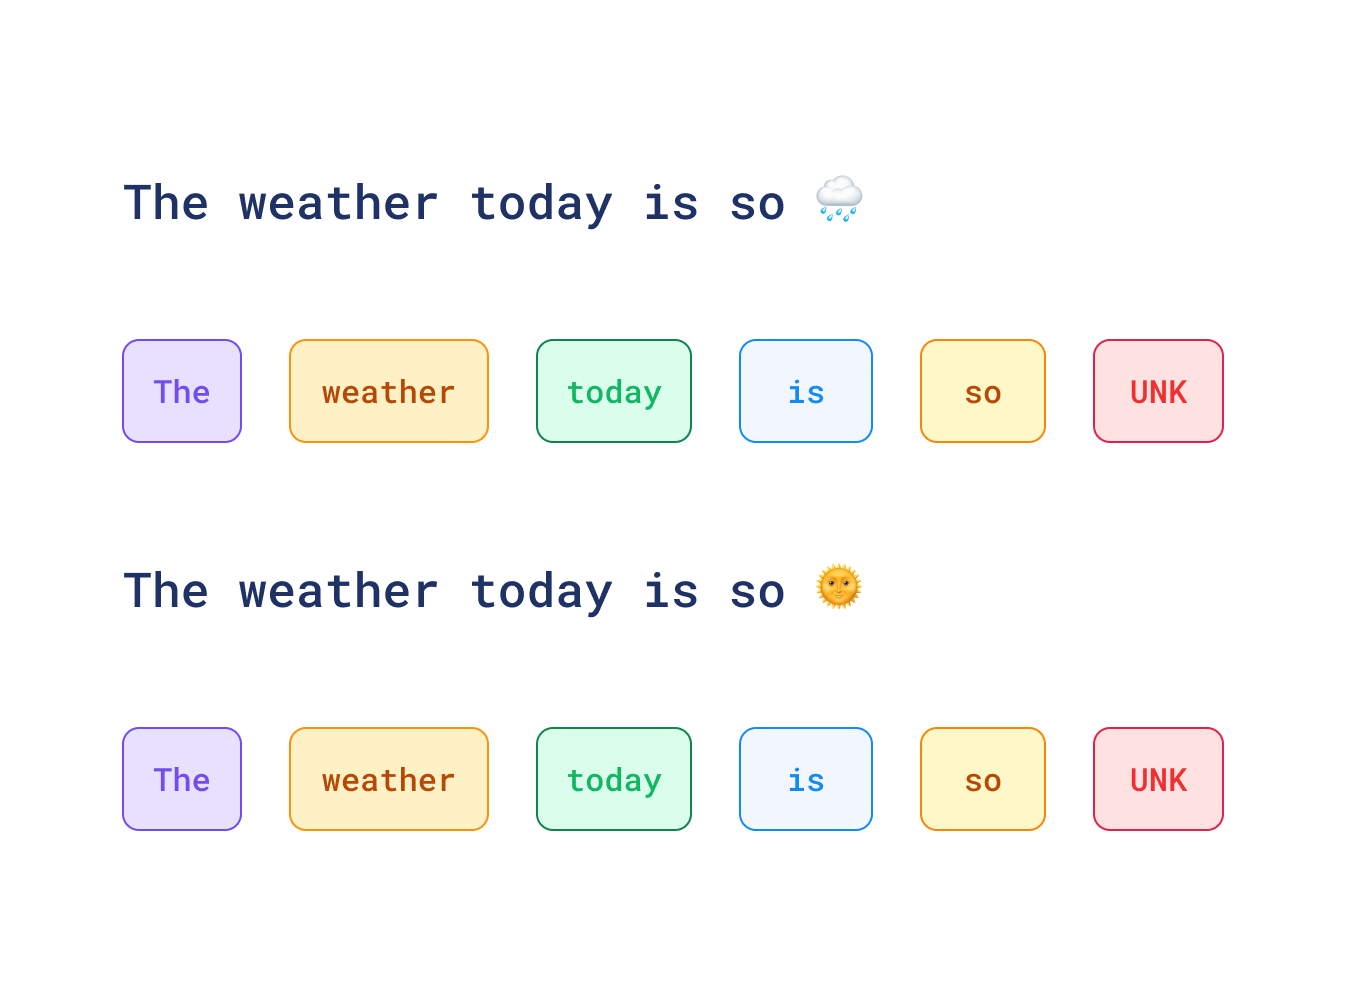 The weather today is so 🌧️
The weather today is so UNK
The weather today is so 🌞
The weather today is so UNK